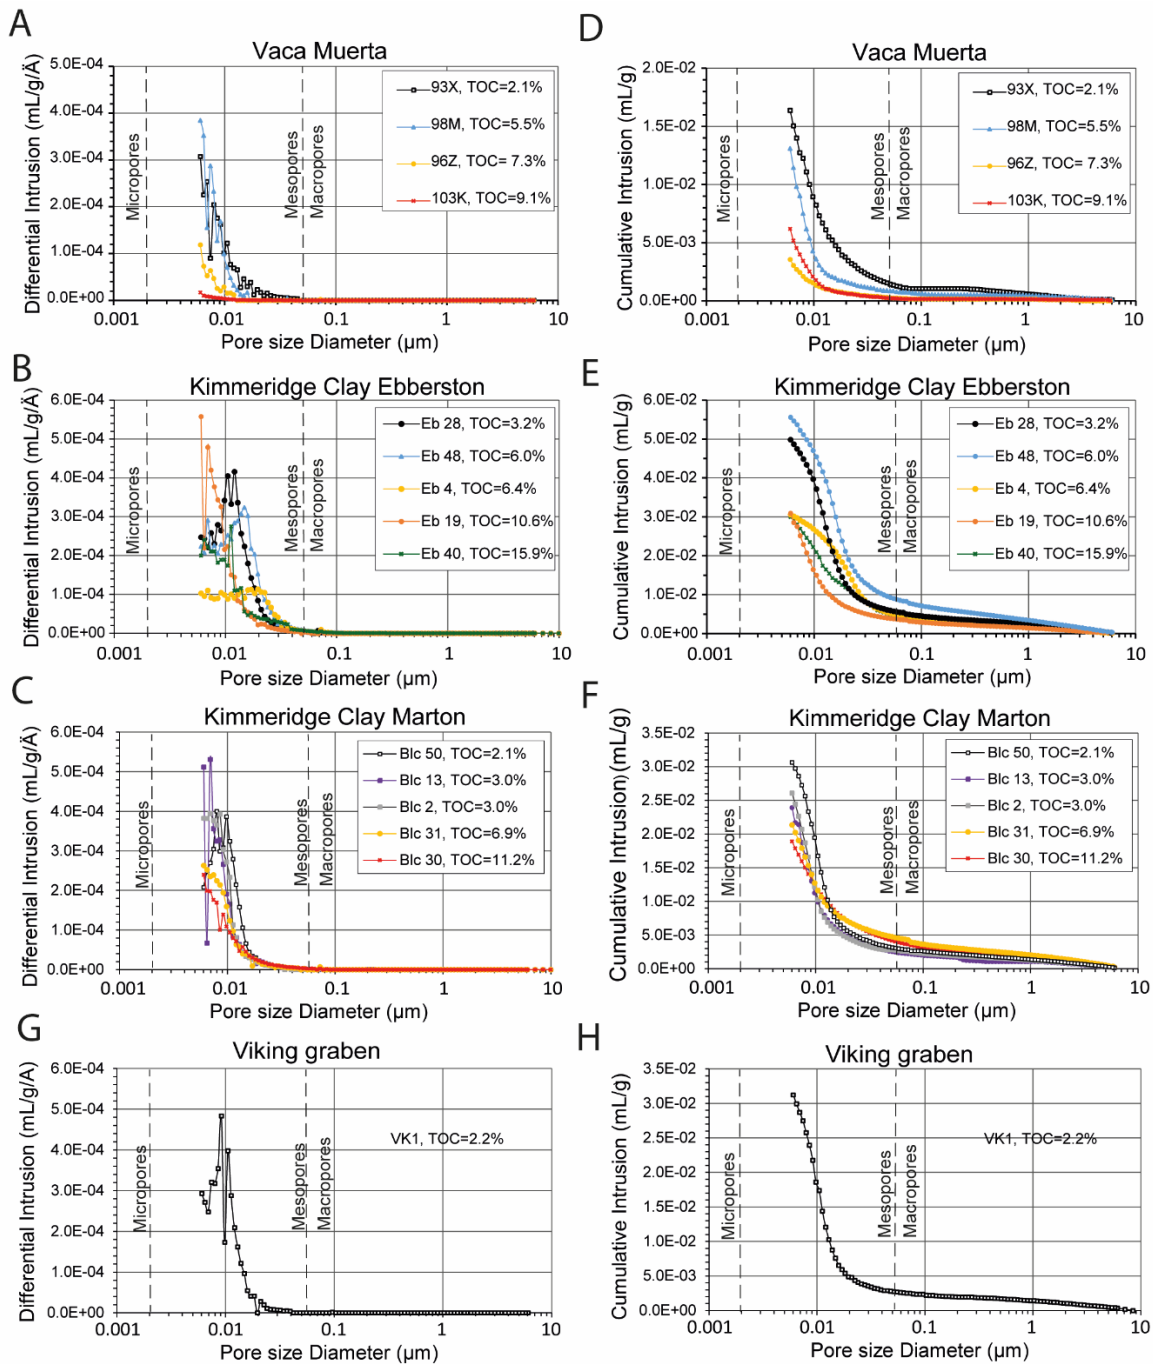 A
Vaca Muerta
Differential Intrusion (mL/g/Å)
5.0E-04
4.0E-04
3.0E-04
2.0E-04
1.0E-04
0.0E+00
Micropores
Mesopores
Macropores
93X, TOC=2.1%
98M, TOC=5.5%
96Z, TOC= 7.3%
103K, TOC=9.1%
0.001
0.01
0.1
1
10
Pore size Diameter (µm)
D
Vaca Muerta
Cumulative Intrusion (mL/g)
2.0E-02
1.5E-02
1.0E-02
5.0E-03
0.0E+00
Micropores
Mesopores
Macropores
93X, TOC=2.1%
98M, TOC=5.5%
96Z, TOC= 7.3%
103K, TOC=9.1%
0.001
0.01
0.1
1
10
Pore size Diameter (µm)
B
Kimmeridge Clay Ebberston
Differential Intrusion (mL/g/Å)
6.0E-04
5.0E-04
4.0E-04
3.0E-04
2.0E-04
1.0E-04
0.0E+00
Micropores
Mesopores
Macropores
Eb 28, TOC=3.2%
Eb 48, TOC=6.0%
Eb 4, TOC=6.4%
Eb 19, TOC=10.6%
Eb 40, TOC=15.9%
0.001
0.01
0.1
1
10
Pore size Diameter (µm)
E
Kimmeridge Clay Ebberston
Cumulative Intrusion (mL/g)
6.0E-02
5.0E-02
4.0E-02
3.0E-02
2.0E-02
1.0E-02
0.0E+00
Micropores
Mesopores
Macropores
Eb 28, TOC=3.2%
Eb 48, TOC=6.0%
Eb 4, TOC=6.4%
Eb 19, TOC=10.6%
Eb 40, TOC=15.9%
0.001
0.01
0.1
1
10
Pore size Diameter (µm)
C
Kimmeridge Clay Marton
Differential Intrusion (mL/g/Å)
6.0E-04
5.0E-04
4.0E-04
3.0E-04
2.0E-04
1.0E-04
0.0E+00
Micropores
Mesopores
Macropores
Blc 50, TOC=2.1%
Blc 13, TOC=3.0%
Blc 2, TOC=3.0%
Blc 31, TOC=6.9%
Blc 30, TOC=11.2%
0.001
0.01
0.1
1
10
Pore size Diameter (µm)
F
Kimmeridge Clay Marton
Cumulative Intrusion) (mL/g)
3.5E-02
3.0E-02
2.5E-02
2.0E-02
1.5E-02
1.0E-02
5.0E-03
0.0E+00
Micropores
Mesopores
Macropores
Blc 50, TOC=2.1%
Blc 13, TOC=3.0%
Blc 2, TOC=3.0%
Blc 31, TOC=6.9%
Blc 30, TOC=11.2%
0.001
0.01
0.1
1
10
Pore size Diameter (µm)
G
Viking graben
Differential Intrusion (mL/g/A)
6.0E-04
5.0E-04
4.0E-04
3.0E-04
2.0E-04
1.0E-04
0.0E+00
Micropores
Mesopores
Macropores
VK1, TOC=2.2%
0.001
0.01
0.1
1
10
Pore size Diameter (µm)
H
Viking graben
Cumulative Intrusion (mL/g)
3.5E-02
3.0E-02
2.5E-02
2.0E-02
1.5E-02
1.0E-02
5.0E-03
0.0E+00
Micropores
Mesopores
Macropores
VK1, TOC=2.2%
0.001
0.01
0.1
1
10
Pore size Diameter (µm)